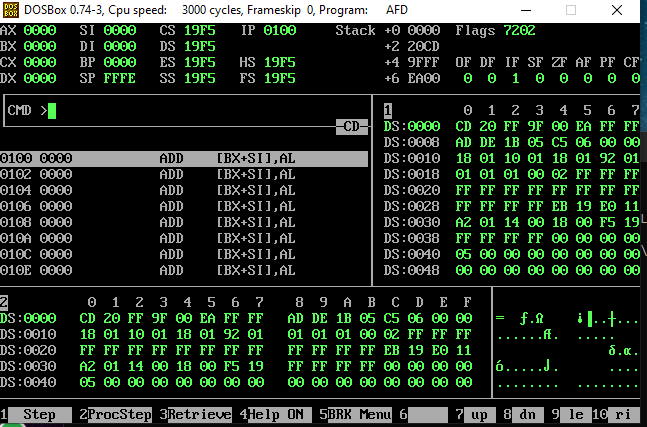 DOSBox 0.74-3, Cpu speed: 3000 cycles, Frameskip 0, Program: AFD
AX 0000 SI 0000 CS 19F5 IP 0100 Stack +0 0000 Flags 7202
BX 0000 DI 0000 DS 19F5 +2 20CD
CX 0000 BP 0000 ES 19F5 HS 19F5 +4 9FFF OF DF IF SF ZF AF PF CF
DX 0000 SP FFFE SS 19F5 FS 19F5 +6 EA00 0 0 1 0 0 0 0 0
CMD >
CD
1 0 1 2 3 4 5 6 7
DS:0000 CD 20 FF 9F 00 EA FF FF
DS:0008 AD DE 1B 05 C5 06 00 00
DS:0010 18 01 10 01 18 01 92 01
DS:0018 01 01 01 00 02 FF FF FF
DS:0020 FF FF FF FF FF FF FF FF
DS:0028 FF FF FF FF EB 19 E0 11
DS:0030 A2 01 14 00 18 00 F5 19
DS:0038 FF FF FF FF 00 00 00 00
DS:0040 05 00 00 00 00 00 00 00
DS:0048 00 00 00 00 00 00 00 00
0100 0000 ADD [BX+SI],AL
0102 0000 ADD [BX+SI],AL
0104 0000 ADD [BX+SI],AL
0106 0000 ADD [BX+SI],AL
0108 0000 ADD [BX+SI],AL
010A 0000 ADD [BX+SI],AL
010C 0000 ADD [BX+SI],AL
010E 0000 ADD [BX+SI],AL
2 0 1 2 3 4 5 6 7 8 9 A B C D E F
DS:0000 CD 20 FF 9F 00 EA FF FF AD DE 1B 05 C5 06 00 00
DS:0010 18 01 10 01 18 01 92 01 01 01 01 00 02 FF FF FF
DS:0020 FF FF FF FF FF FF FF FF FF FF FF FF EB 19 E0 11
DS:0030 A2 01 14 00 18 00 F5 19 FF FF FF FF 00 00 00 00
DS:0040 05 00 00 00 00 00 00 00 00 00 00 00 00 00 00 00
= ƒ.Ω ¡▐..┼...
......Æ. .....
δ.α.
ó.....⌡. ....
........ ........
1 Step 2 ProcStep 3 Retrieve 4 Help ON 5 BRK Menu 6 7 up 8 dn 9 le 10 ri